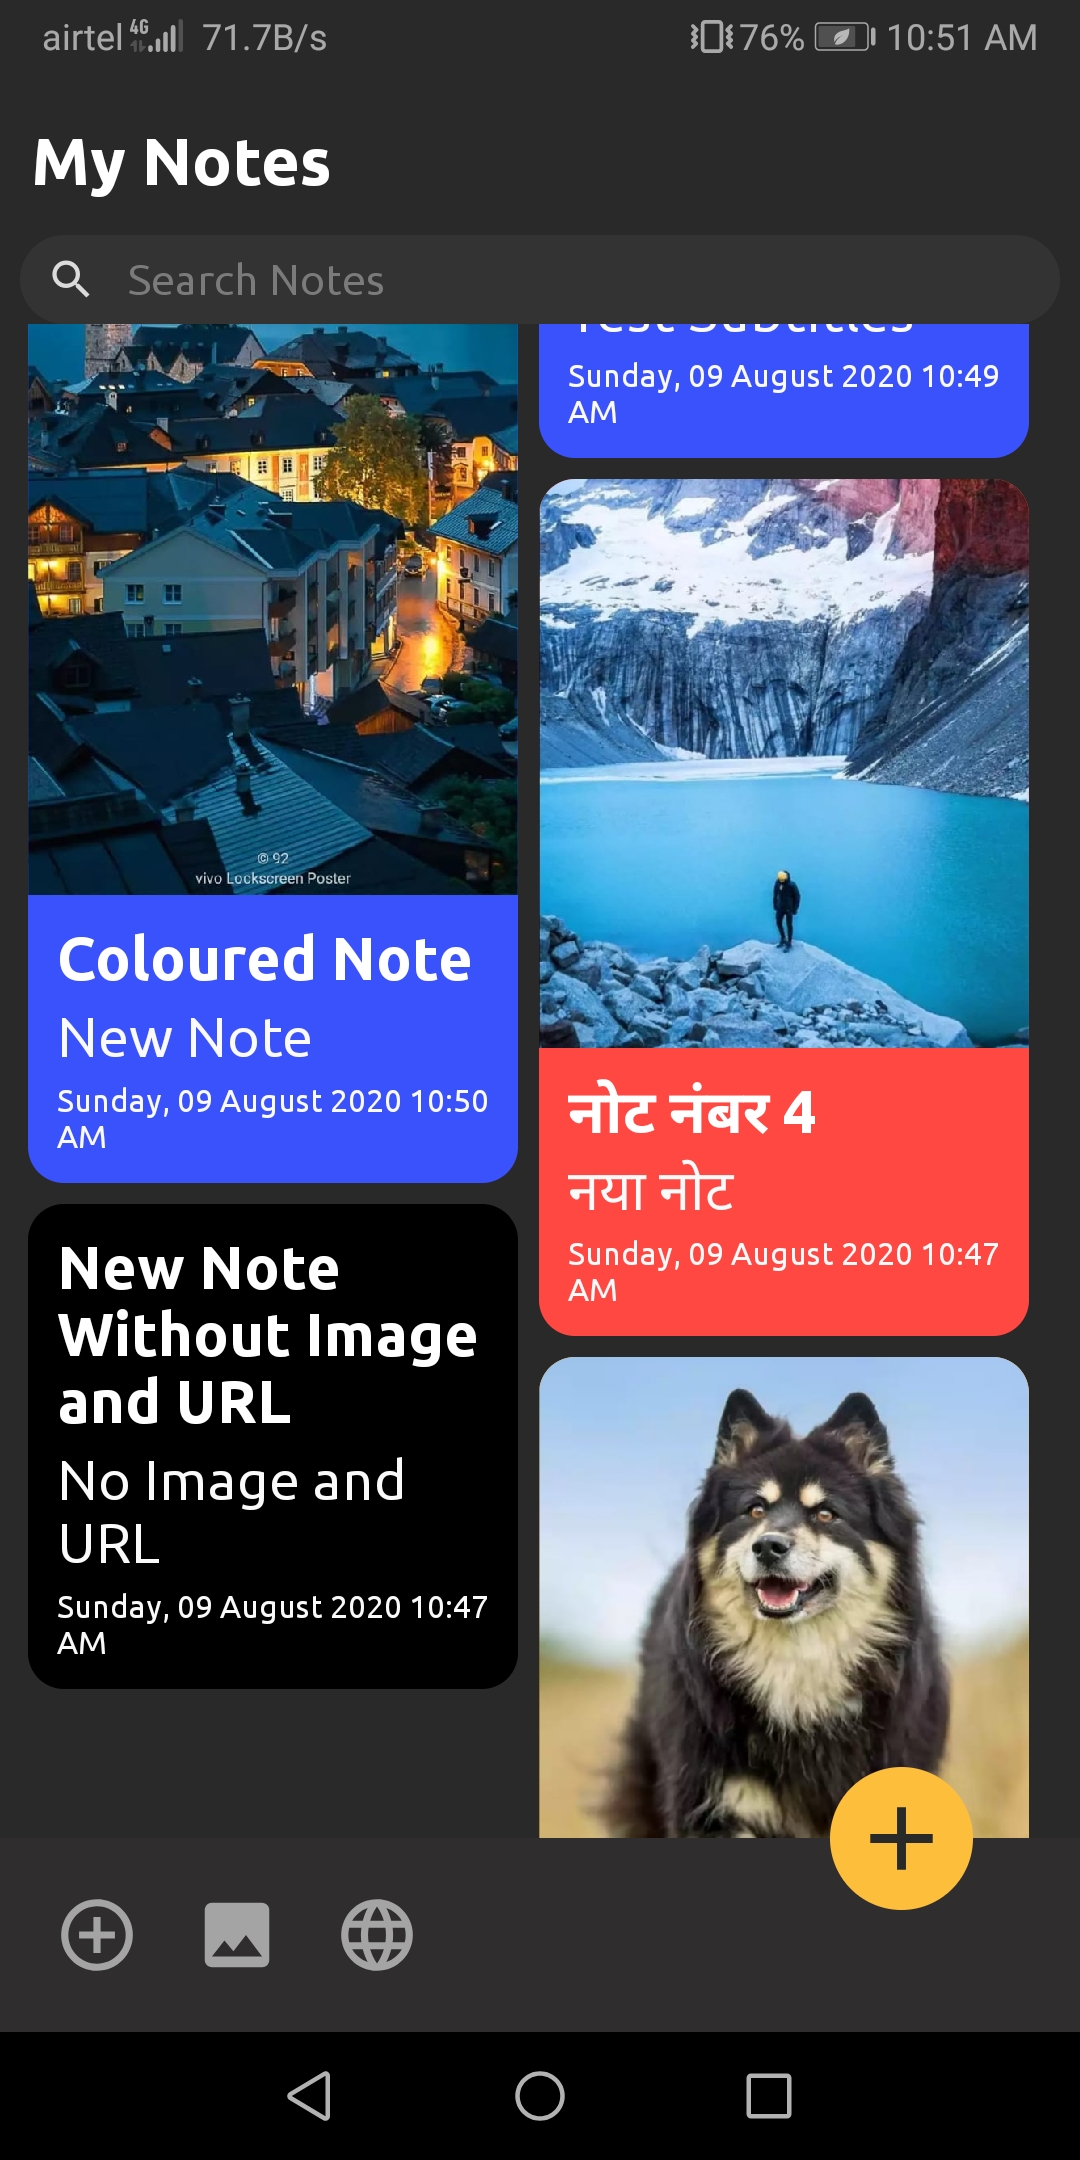 airtel 4G 71.7B/s 76% 10:51 AM
My Notes
Search Notes
© 92
vivo Lockscreen Poster
Coloured Note
New Note
Sunday, 09 August 2020 10:50
AM
New Note
Without Image
and URL
No Image and
URL
Sunday, 09 August 2020 10:47
AM
Test Subtitles
Sunday, 09 August 2020 10:49
AM
नोट नंबर 4
नया नोट
Sunday, 09 August 2020 10:47
AM